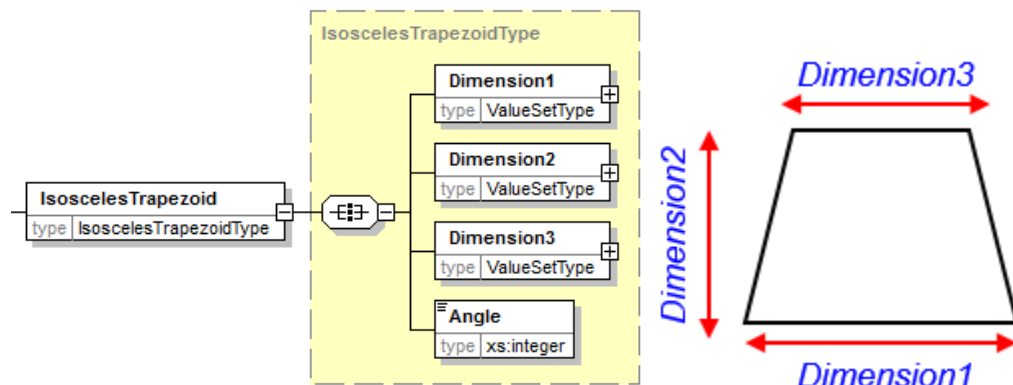 IsoscelesTrapezoidType
Dimension1
type ValueSetType
Dimension2
type ValueSetType
Dimension3
type ValueSetType
Angle
type xs:integer
IsoscelesTrapezoid
type IsoscelesTrapezoidType
Dimension3
Dimension2
Dimension1